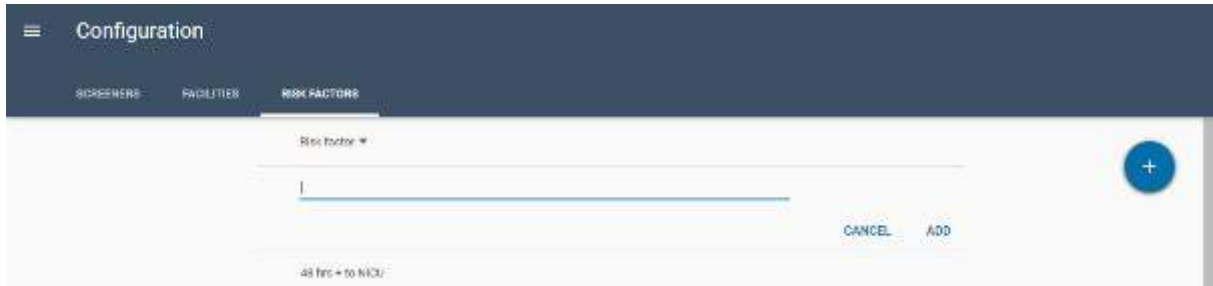 Configuration
SCREENERS FACILITIES RISK FACTORS
Risk factor
CANCEL ADD
48 hrs + to NICU